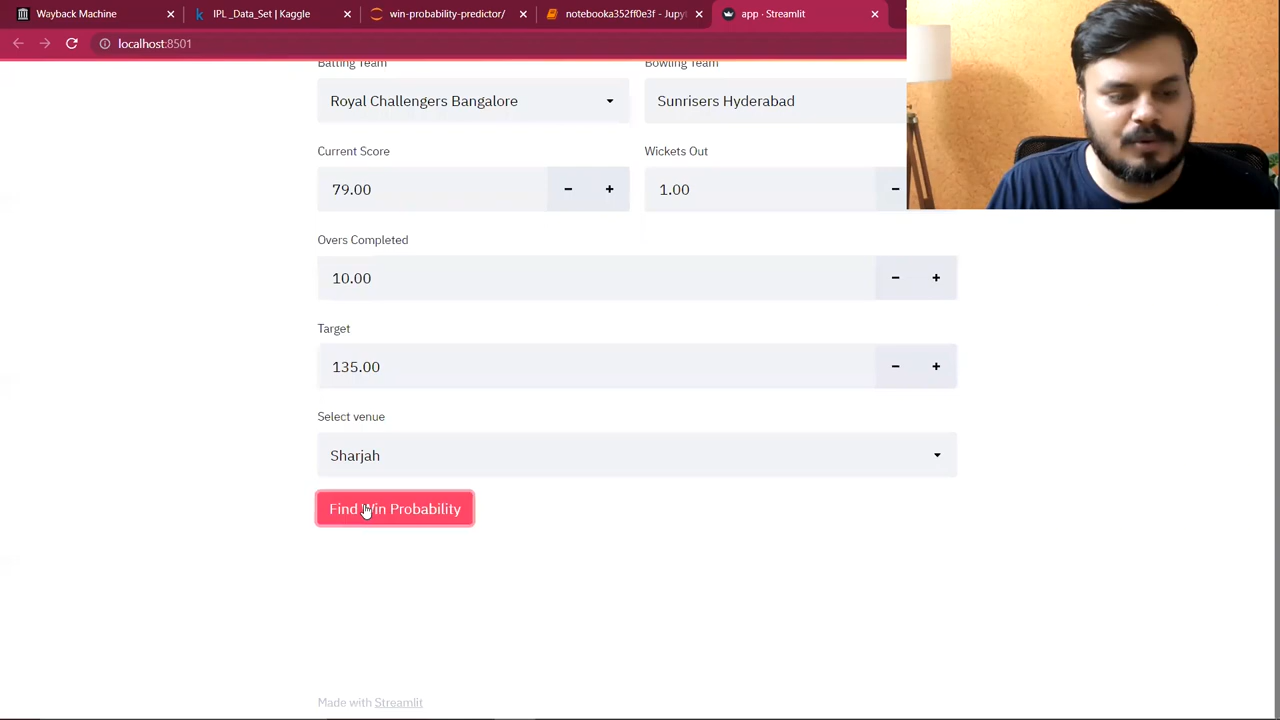 Wayback Machine
IPL _Data_Set | Kaggle
win-probability-predictor/
notebooka352ff0e3f - Jupyt
app · Streamlit
localhost:8501
Batting Team
Bowling Team
Royal Challengers Bangalore
Sunrisers Hyderabad
Current Score
Wickets Out
79.00
1.00
Overs Completed
10.00
Target
135.00
Select venue
Sharjah
Find Win Probability
Made with Streamlit